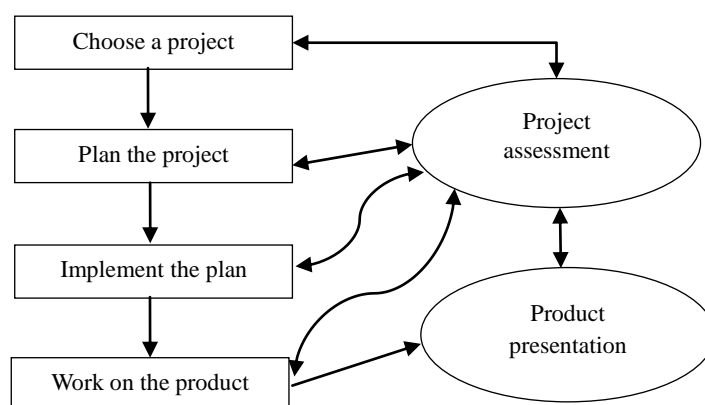 Choose a project
Plan the project
Implement the plan
Work on the product
Project
assessment
Product
presentation